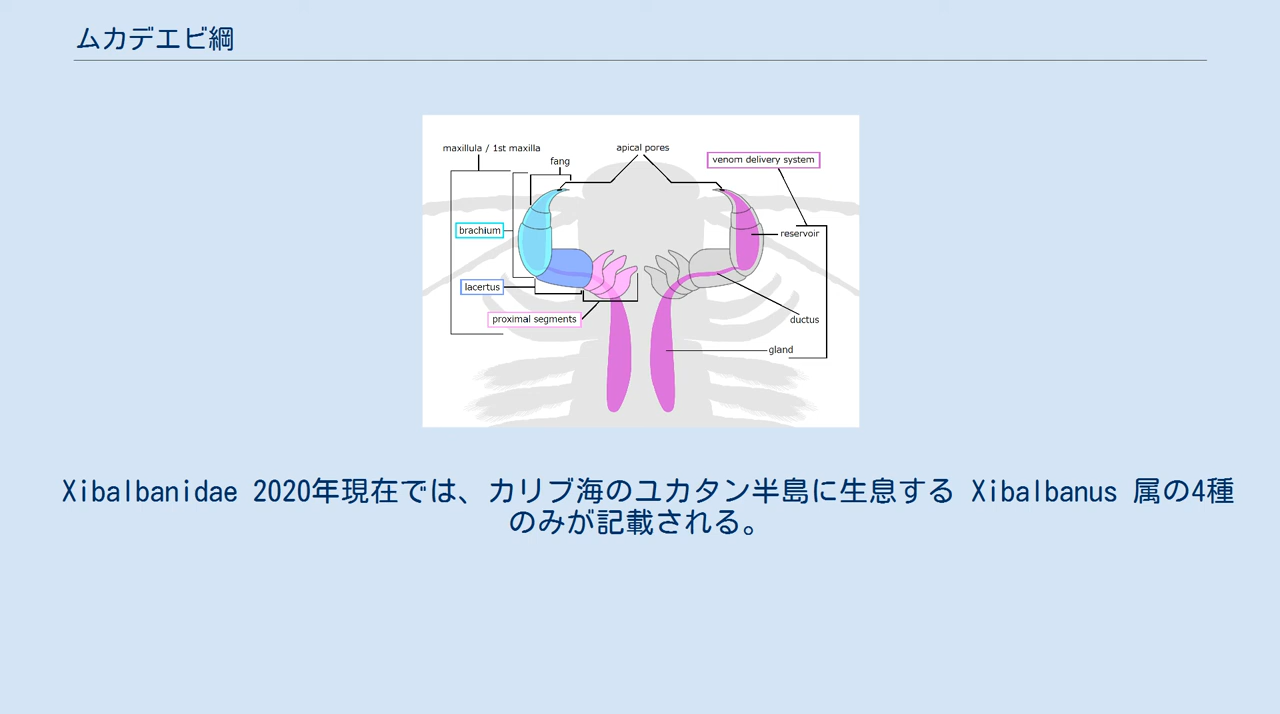 ムカデエビ綱
maxillula / 1st maxilla
apical pores
fang
venom delivery system
brachium
reservoir
lacertus
proximal segments
ductus
gland
Xibalbanidae 2020年現在では、カリブ海のユカタン半島に生息する Xibalbanus 属の4種
のみが記載される。